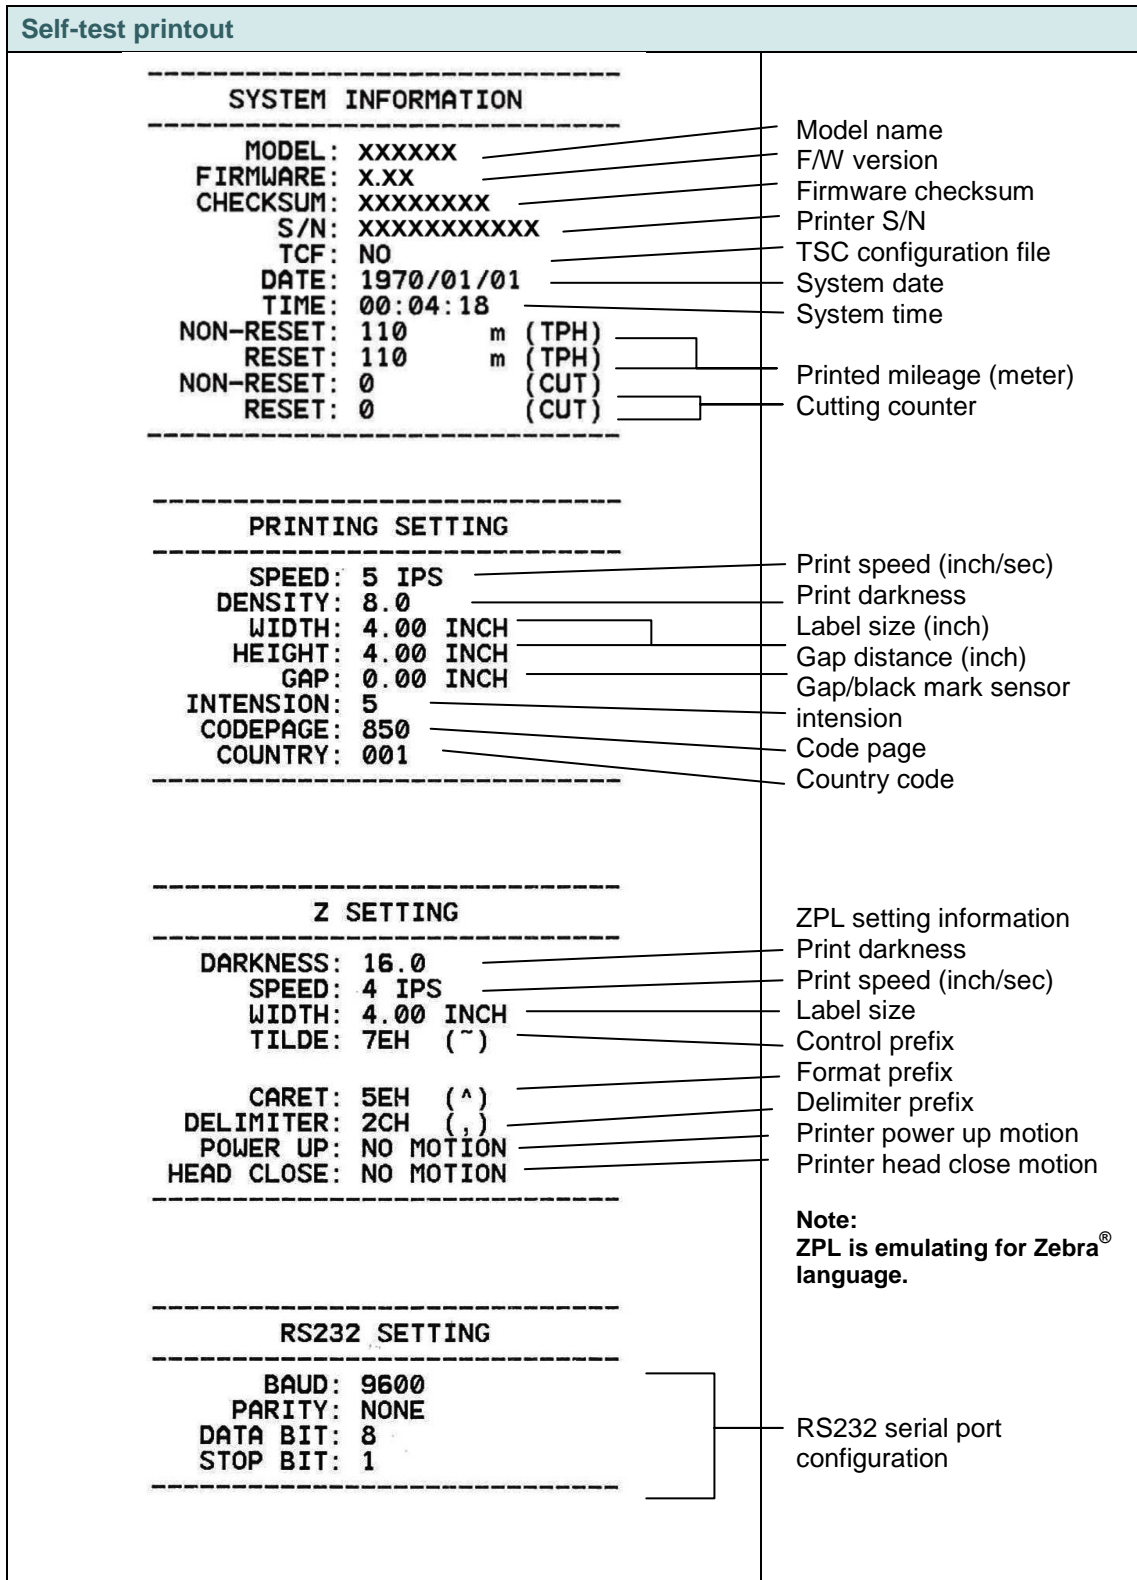 Self-test printout
SYSTEM INFORMATION
MODEL: XXXXXX
FIRMWARE: X.XX
CHECKSUM: XXXXXXXX
S/N: XXXXXXXXXXX
TCF: NO
DATE: 1970/01/01
TIME: 00:04:18
NON-RESET: 110 m (TPH)
RESET: 110 m (TPH)
NON-RESET: 0 (CUT)
RESET: 0 (CUT)
Model name
F/W version
Firmware checksum
Printer S/N
TSC configuration file
System date
System time
Printed mileage (meter)
Cutting counter
PRINTING SETTING
SPEED: 5 IPS
DENSITY: 8.0
WIDTH: 4.00 INCH
HEIGHT: 4.00 INCH
GAP: 0.00 INCH
INTENSION: 5
CODEPAGE: 850
COUNTRY: 001
Print speed (inch/sec)
Print darkness
Label size (inch)
Gap distance (inch)
Gap/black mark sensor
intension
Code page
Country code
Z SETTING
DARKNESS: 16.0
SPEED: 4 IPS
WIDTH: 4.00 INCH
TILDE: 7EH (~)
CARET: 5EH (^)
DELIMITER: 2CH (,)
POWER UP: NO MOTION
HEAD CLOSE: NO MOTION
ZPL setting information
Print darkness
Print speed (inch/sec)
Label size
Control prefix
Format prefix
Delimiter prefix
Printer power up motion
Printer head close motion
Note:
ZPL is emulating for Zebra®
language.
RS232 SETTING
BAUD: 9600
PARITY: NONE
DATA BIT: 8
STOP BIT: 1
RS232 serial port
configuration